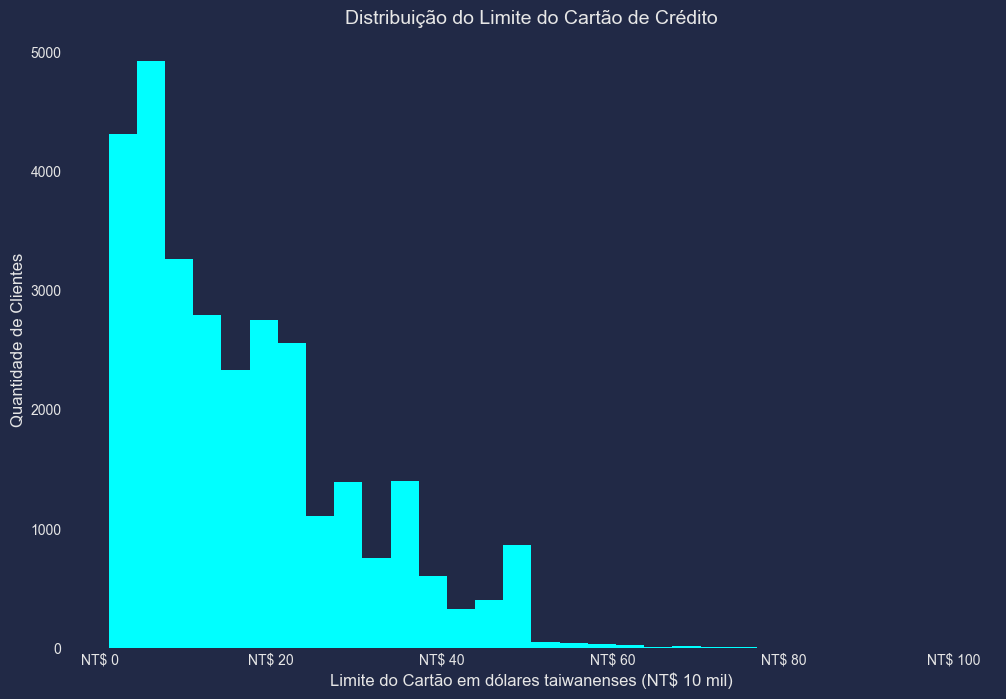 Distribuição do Limite do Cartão de Crédito
5000
4000
3000
2000
1000
0
Quantidade de Clientes
NT$ 0 NT$ 20 NT$ 40 NT$ 60 NT$ 80 NT$ 100
Limite do Cartão em dólares taiwanenses (NT$ 10 mil)